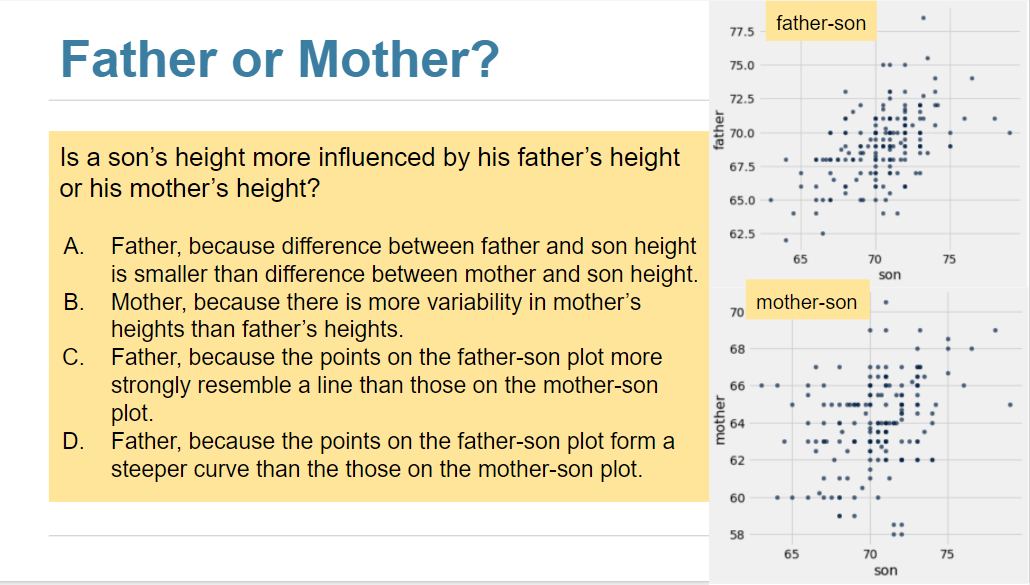 Father or Mother?
Is a son's height more influenced by his father's height
or his mother's height?
A. Father, because difference between father and son height
is smaller than difference between mother and son height.
B. Mother, because there is more variability in mother's
heights than father's heights.
C. Father, because the points on the father-son plot more
strongly resemble a line than those on the mother-son
plot.
D. Father, because the points on the father-son plot form a
steeper curve than the those on the mother-son plot.
father-son
77.5
75.0
72.5
70.0
67.5
65.0
62.5
father
65 70 75
son
mother-son
70
68
66
64
62
60
58
mother
65 70 75
son